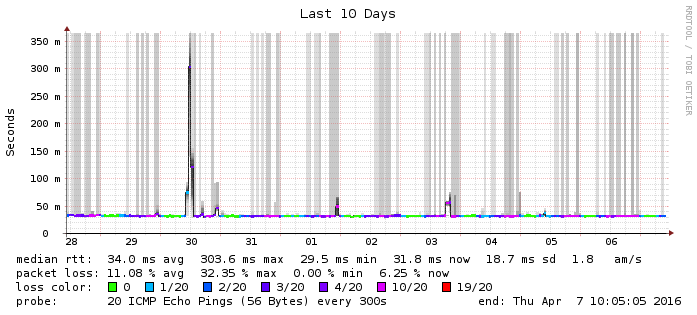 Last 10 Days
RRDTOOL / TOBI OETIKER
Seconds
350 m
300 m
250 m
200 m
150 m
100 m
50 m
0
28 29 30 31 01 02 03 04 05 06
median rtt: 34.0 ms avg 303.6 ms max 29.5 ms min 31.8 ms now 18.7 ms sd 1.8 am/s
packet loss: 11.08 % avg 32.35 % max 0.00 % min 6.25 % now
loss color: 0 1/20 2/20 3/20 4/20 10/20 19/20
probe: 20 ICMP Echo Pings (56 Bytes) every 300s end: Thu Apr 7 10:05:05 2016